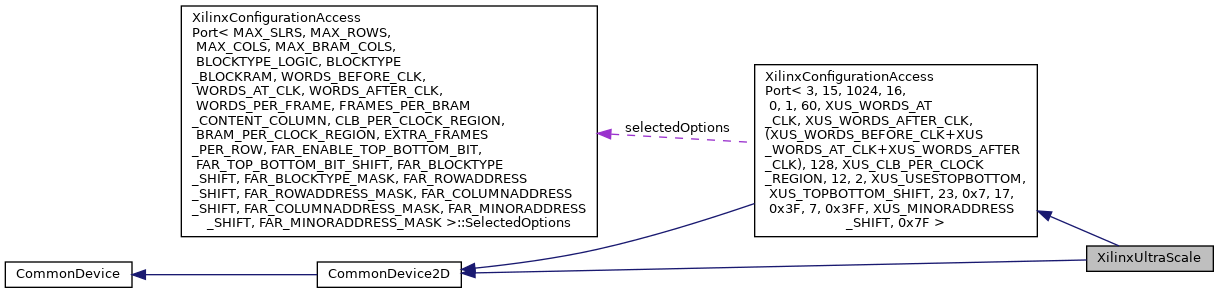 XilinxConfigurationAccess
Port< MAX_SLRS, MAX_ROWS,
MAX_COLS, MAX_BRAM_COLS,
BLOCKTYPE_LOGIC, BLOCKTYPE
_BLOCKRAM, WORDS_BEFORE_CLK,
WORDS_AT_CLK, WORDS_AFTER_CLK,
WORDS_PER_FRAME, FRAMES_PER_BRAM
_CONTENT_COLUMN, CLB_PER_CLOCK_REGION,
BRAM_PER_CLOCK_REGION, EXTRA_FRAMES
_PER_ROW, FAR_ENABLE_TOP_BOTTOM_BIT,
FAR_TOP_BOTTOM_BIT_SHIFT, FAR_BLOCKTYPE
_SHIFT, FAR_BLOCKTYPE_MASK, FAR_ROWADDRESS
_SHIFT, FAR_ROWADDRESS_MASK, FAR_COLUMNADDRESS
_SHIFT, FAR_COLUMNADDRESS_MASK, FAR_MINORADDRESS
_SHIFT, FAR_MINORADDRESS_MASK >::SelectedOptions
selectedOptions
XilinxConfigurationAccess
Port< 3, 15, 1024, 16,
0, 1, 60, XUS_WORDS_AT
_CLK, XUS_WORDS_AFTER_CLK,
(XUS_WORDS_BEFORE_CLK+XUS
_WORDS_AT_CLK+XUS_WORDS_AFTER
_CLK), 128, XUS_CLB_PER_CLOCK
_REGION, 12, 2, XUS_USESTOPBOTTOM,
XUS_TOPBOTTOM_SHIFT, 23, 0x7, 17,
0x3F, 7, 0x3FF, XUS_MINORADDRESS
_SHIFT, 0x7F >
CommonDevice
CommonDevice2D
XilinxUltraScale